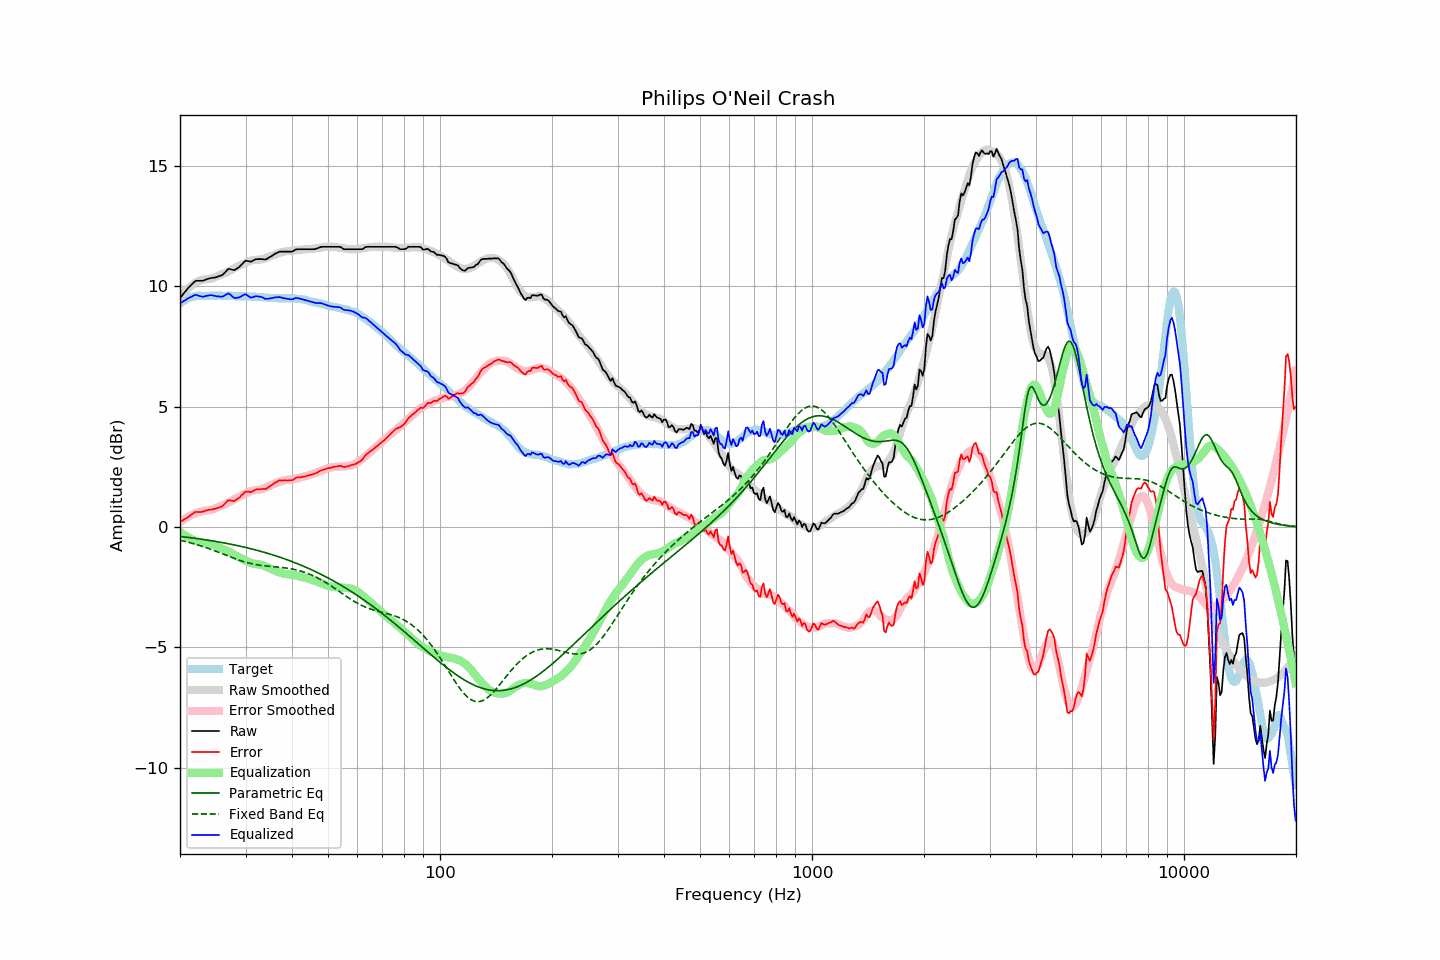 Philips O'Neil Crash
Amplitude (dBr)
15
10
5
0
−5
−10
Target
Raw Smoothed
Error Smoothed
Raw
Error
Equalization
Parametric Eq
Fixed Band Eq
Equalized
100
1000
10000
Frequency (Hz)